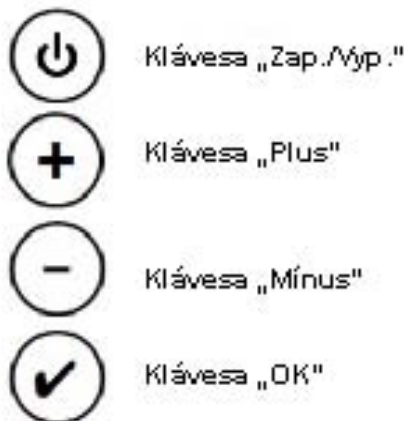 Klávesa „Zap./Vyp."
Klávesa „Plus"
Klávesa „Mínus"
Klávesa „OK"